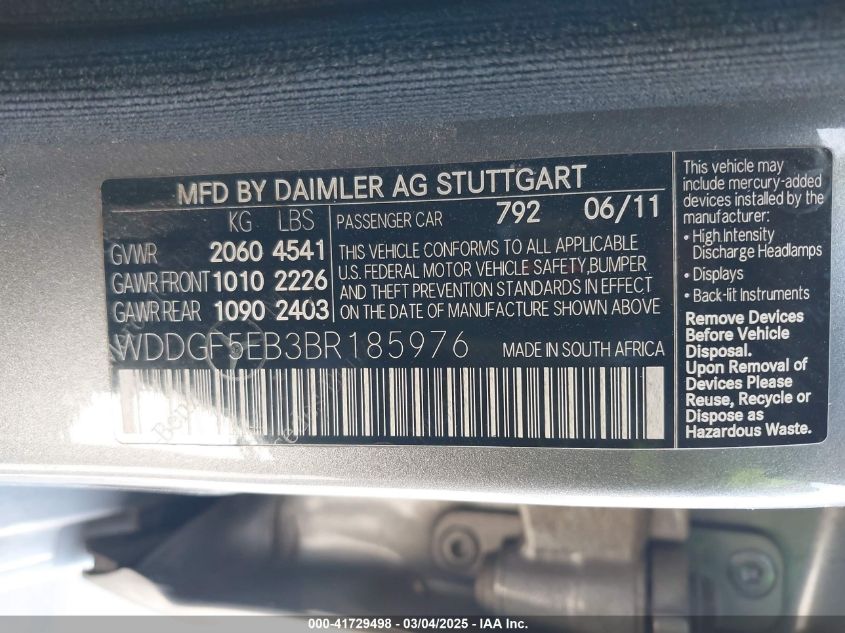 MFD BY DAIMLER AG STUTTGART
KG LBS
GVWR 2060 4541
GAWR FRONT 1010 2226
GAWR REAR 1090 2403
PASSENGER CAR 792 06/11
THIS VEHICLE CONFORMS TO ALL APPLICABLE
U.S. FEDERAL MOTOR VEHICLE SAFETY,BUMPER
AND THEFT PREVENTION STANDARDS IN EFFECT
ON THE DATE OF MANUFACTURE SHOWN ABOVE
WDDGF5EB3BR185976 MADE IN SOUTH AFRICA
This vehicle may
include mercury-added
devices installed by the
manufacturer:
• High Intensity
Discharge Headlamps
• Displays
• Back-lit Instruments
Remove Devices
Before Vehicle
Disposal.
Upon Removal of
Devices Please
Reuse, Recycle or
Dispose as
Hazardous Waste.
000-41729498 - 03/04/2025 - IAA Inc.